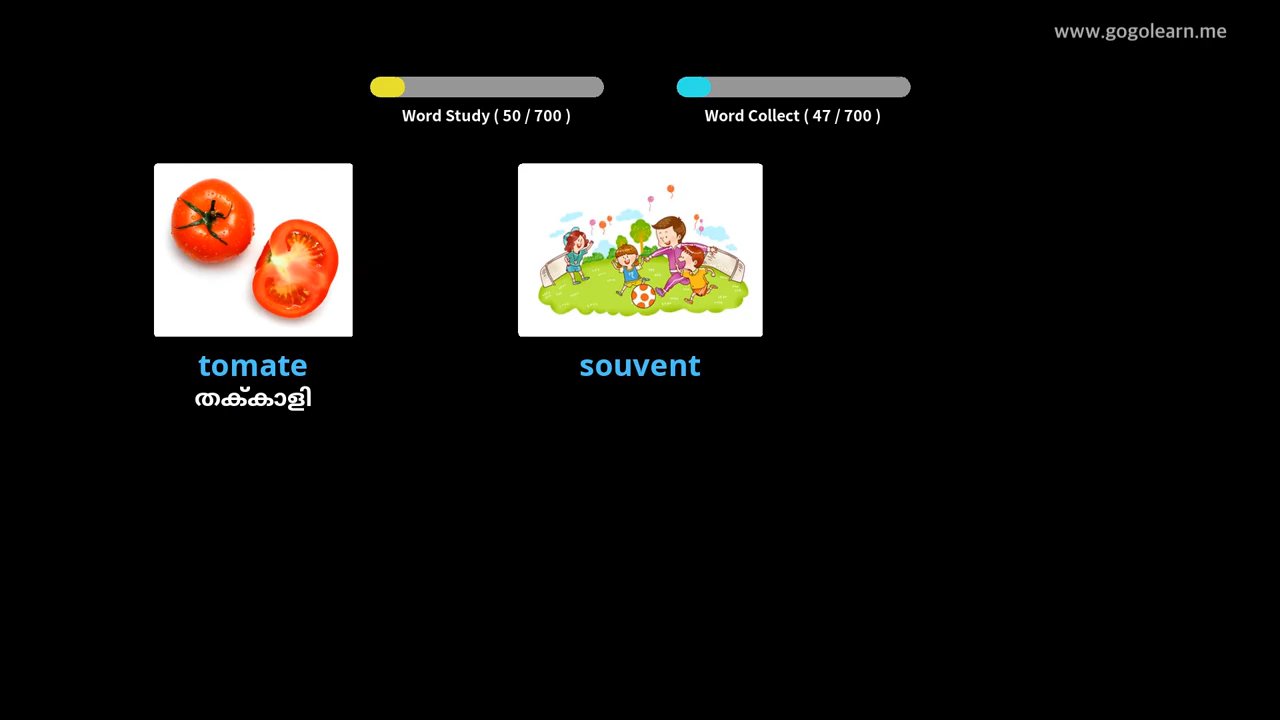 www.gogolearn.me
Word Study ( 50 / 700 )
Word Collect ( 47 / 700 )
tomate
തക്കാളി
souvent